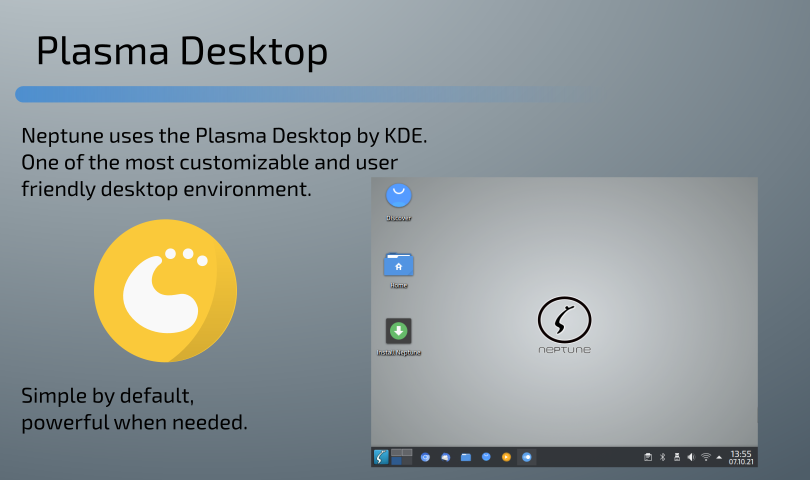 Plasma Desktop
Neptune uses the Plasma Desktop by KDE.
One of the most customizable and user
friendly desktop environment.
Discover
Home
Install Neptune
NEPTUNE
Simple by default,
powerful when needed.
13:55
07.10.21